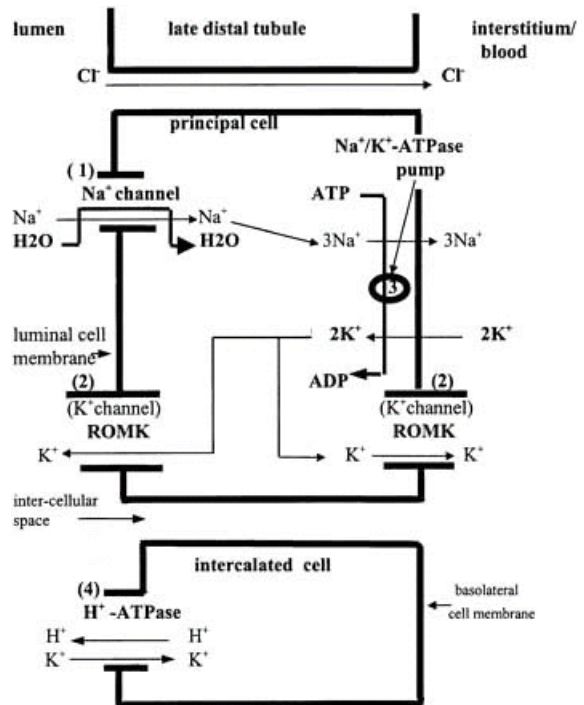 lumen late distal tubule interstitium/
blood
Cl⁻ Cl⁻
principal cell
Na⁺/K⁺-ATPase
pump
(1)
Na⁺ channel
ATP
Na⁺ Na⁺
H2O H2O
3Na⁺ 3Na⁺
3
luminal cell
membrane
2K⁺ 2K⁺
ADP
(2) (2)
(K⁺channel) (K⁺channel)
ROMK ROMK
K⁺ K⁺ K⁺
inter-cellular
space
intercalated cell
(4)
H⁺ -ATPase
basolateral
cell membrane
H⁺ H⁺
K⁺ K⁺